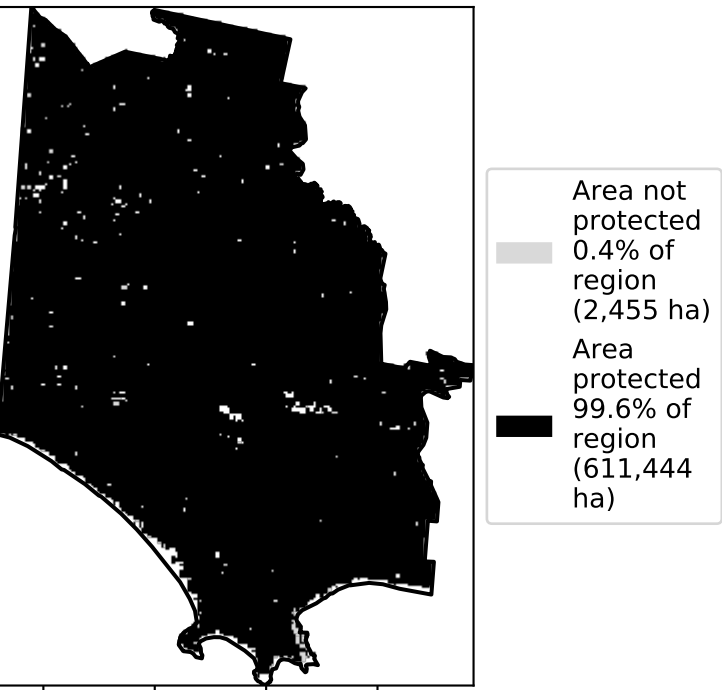 Area not
protected
0.4% of
region
(2,455 ha)
Area
protected
99.6% of
region
(611,444
ha)